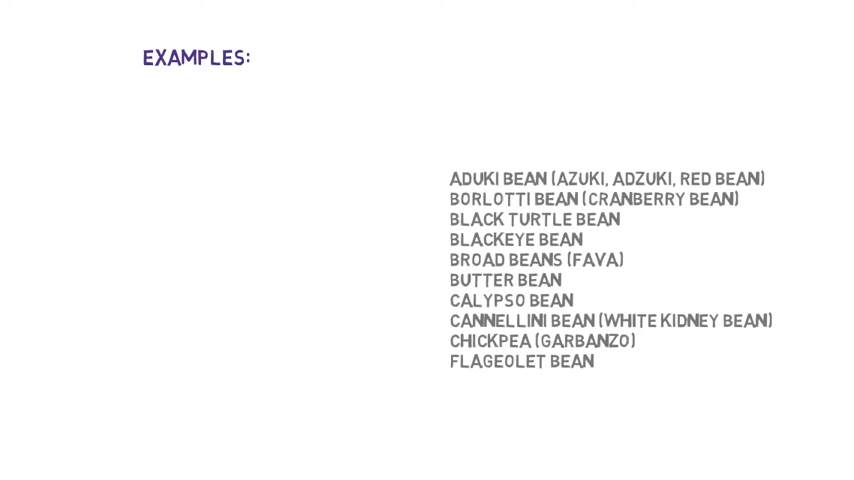 EXAMPLES:
ADUKI BEAN (AZUKI, ADZUKI, RED BEAN)
BORLOTTI BEAN (CRANBERRY BEAN)
BLACK TURTLE BEAN
BLACKEYE BEAN
BROAD BEANS (FAVA)
BUTTER BEAN
CALYPSO BEAN
CANNELLINI BEAN (WHITE KIDNEY BEAN)
CHICKPEA (GARBANZO)
FLAGEOLET BEAN